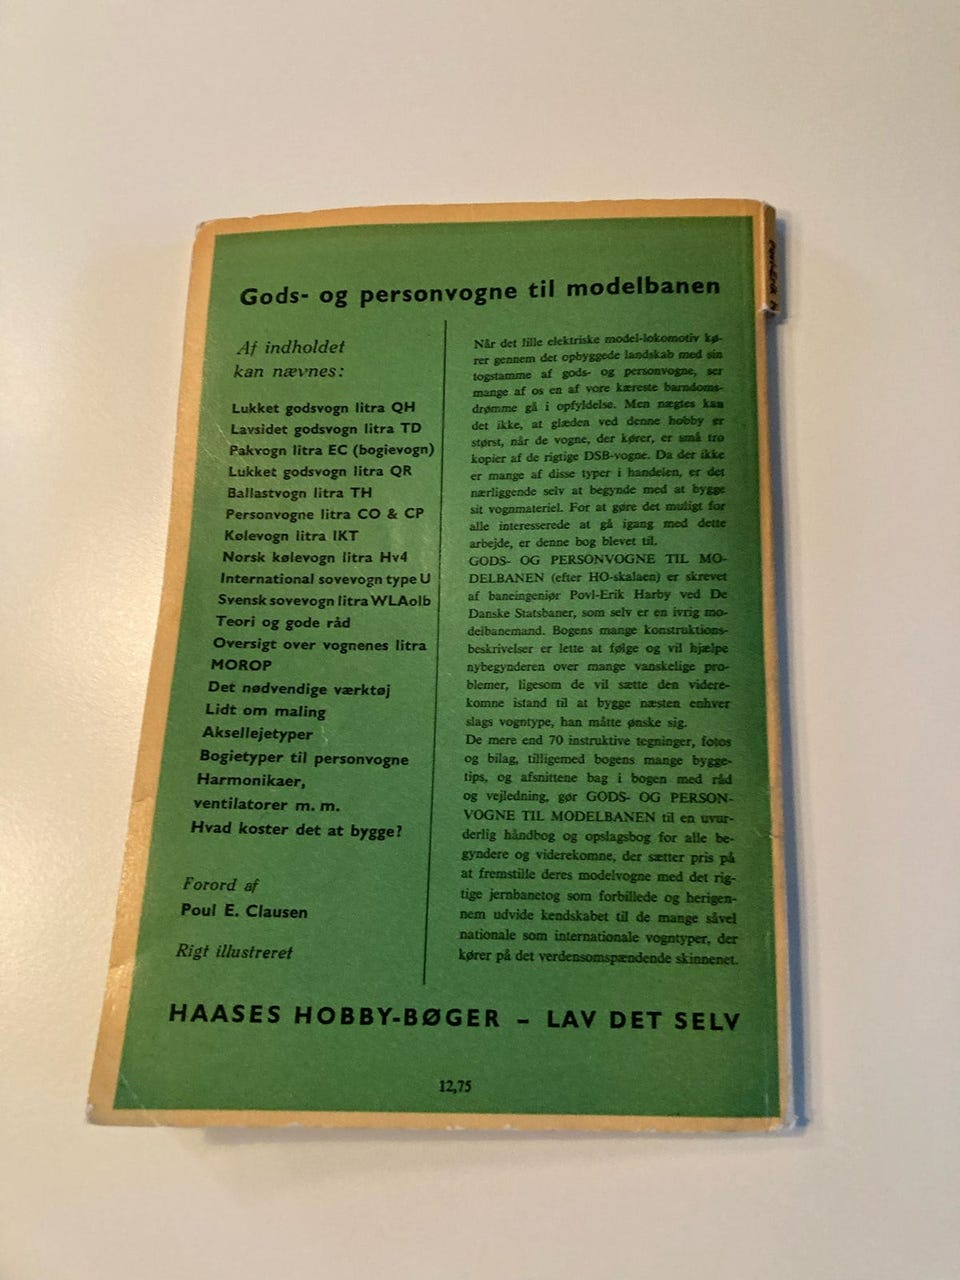 Gods- og personvogne til modelbanen
Af indholdet
kan nævnes:
Lukket godsvogn litra QH
Lavsidet godsvogn litra TD
Pakvogn litra EC (bogievogn)
Lukket godsvogn litra QR
Ballastvogn litra TH
Personvogne litra CO & CP
Kølevogn litra IKT
Norsk kølevogn litra Hv4
International sovevogn type U
Svensk sovevogn litra WLAolb
Teori og gode råd
Oversigt over vognenes litra
MOROP
Det nødvendige værktøj
Lidt om maling
Aksellejetyper
Bogietyper til personvogne
Harmonikaer,
ventilatorer m. m.
Hvad koster det at bygge?
Forord af
Poul E. Clausen
Rigt illustreret
Når det lille elektriske model-lokomotiv kø-
rer gennem det opbyggede landskab med sin
togstamme af gods- og personvogne, ser
mange af os en af vore kæreste barndoms-
drømme gå i opfyldelse. Men nægtes kan
det ikke, at glæden ved denne hobby er
størst, når de vogne, der kører, er små tro
kopier af de rigtige DSB-vogne. Da der ikke
er mange af disse typer i handelen, er det
nærliggende selv at begynde med at bygge
sit vognmateriel. For at gøre det muligt for
alle interesserede at gå igang med dette
arbejde, er denne bog blevet til.
GODS- OG PERSONVOGNE TIL MO-
DELBANEN (efter HO-skalaen) er skrevet
af baneingeniør Povl-Erik Harby ved De
Danske Statsbaner, som selv er en ivrig mo-
delbanemand. Bogens mange konstruktions-
beskrivelser er lette at følge og vil hjælpe
nybegynderen over mange vanskelige pro-
blemer, ligesom de vil sætte den videre-
komne istand til at bygge næsten enhver
slags vogntype, han måtte ønske sig.
De mere end 70 instruktive tegninger, fotos
og bilag, tilligemed bogens mange bygge-
tips, og afsnittene bag i bogen med råd
og vejledning, gør GODS- OG PERSON-
VOGNE TIL MODELBANEN til en uvur-
derlig håndbog og opslagsbog for alle be-
gyndere og viderekomne, der sætter pris på
at fremstille deres modelvogne med det rig-
tige jernbanetog som forbillede og herigen-
nem udvide kendskabet til de mange såvel
nationale som internationale vogntyper, der
kører på det verdensomspændende skinnenet.
HAASES HOBBY-BØGER – LAV DET SELV
12,75